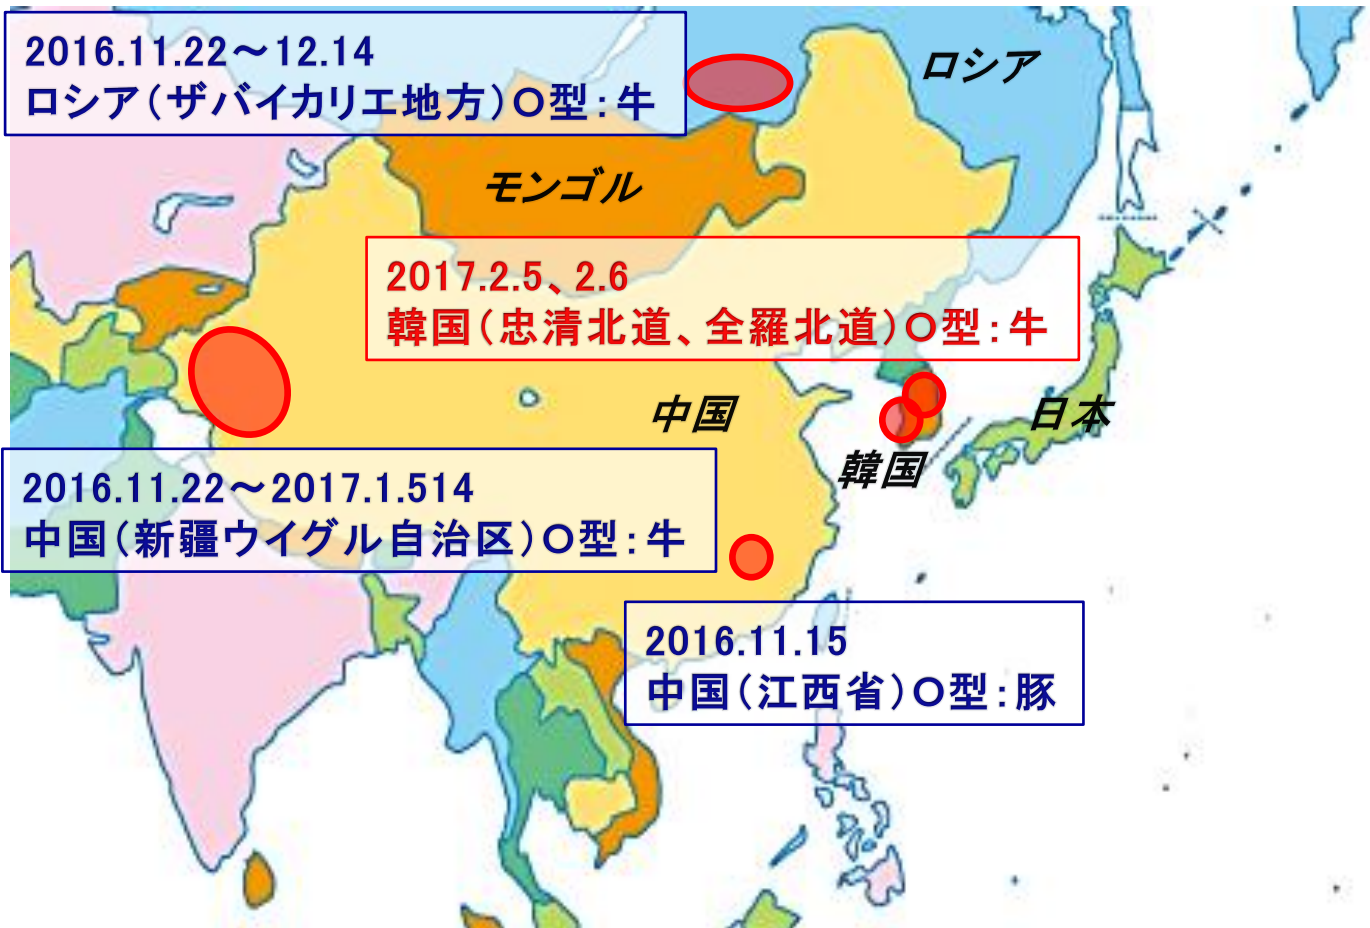 2016.11.22～12.14
ロシア（ザバイカリエ地方）O型：牛
ロシア
モンゴル
2017.2.5、2.6
韓国（忠清北道、全羅北道）O型：牛
中国
日本
韓国
2016.11.22～2017.1.514
中国（新疆ウイグル自治区）O型：牛
2016.11.15
中国（江西省）O型：豚